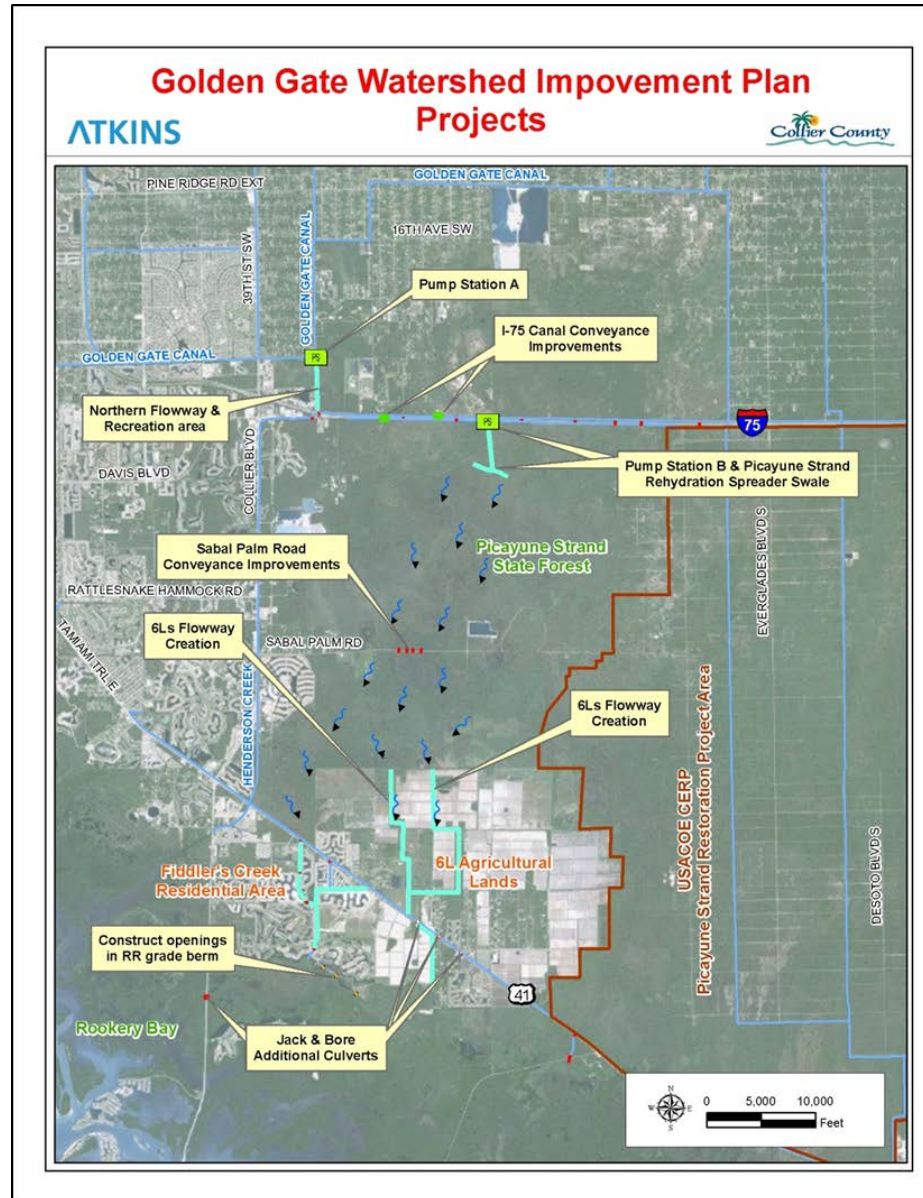 Golden Gate Watershed Impovement Plan
Projects
ATKINS
Collier County
GOLDEN GATE CANAL
PINE RIDGE RD EXT
16TH AVE SW
39TH ST SW
GOLDEN GATE CANAL
Pump Station A
I-75 Canal Conveyance
Improvements
GOLDEN GATE CANAL
PS
Northern Flowway &
Recreation area
PS
75
DAVIS BLVD
COLLIER BLVD
Pump Station B & Picayune Strand
Rehydration Spreader Swale
Sabal Palm Road
Conveyance Improvements
Picayune Strand
State Forest
EVERGLADES BLVD S
RATTLESNAKE HAMMOCK RD
6Ls Flowway
Creation
SABAL PALM RD
TAMIAMI TRL E
HENDERSON CREEK
6Ls Flowway
Creation
USACOE CERP
Picayune Strand Restoration Project Area
Fiddler's Creek
Residential Area
6L Agricultural
Lands
DESOTO BLVD S
Construct openings
in RR grade berm
41
Rookery Bay
Jack & Bore
Additional Culverts
N
W E
S
0 5,000 10,000
Feet